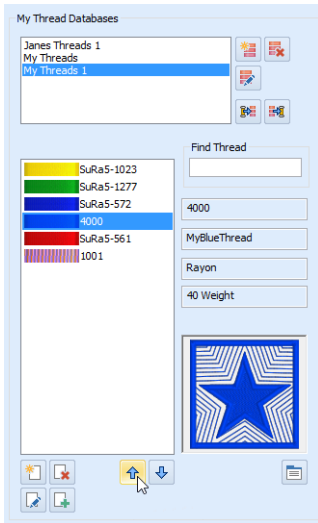 My Thread Databases
Janes Threads 1
My Threads
My Threads 1
Find Thread
SuRa5-1023
SuRa5-1277
SuRa5-572
4000
SuRa5-561
1001
4000
MyBlueThread
Rayon
40 Weight